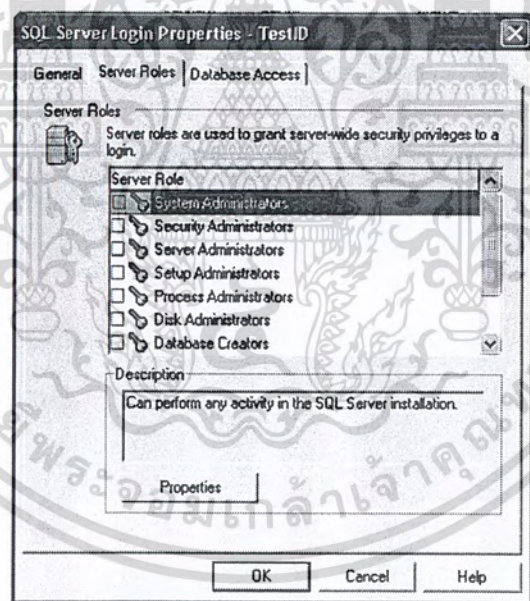 SQL Server Login Properties - TestID
General
Server Roles
Database Access
Server Roles
Server roles are used to grant server-wide security privileges to a
login.
Server Role
System Administrators
Security Administrators
Server Administrators
Setup Administrators
Process Administrators
Disk Administrators
Database Creators
Description
Can perform any activity in the SQL Server installation.
Properties
OK
Cancel
Help